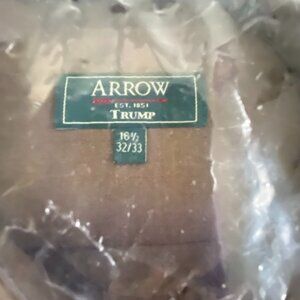 ARROW
EST. 1851
TRUMP
16½
32/33